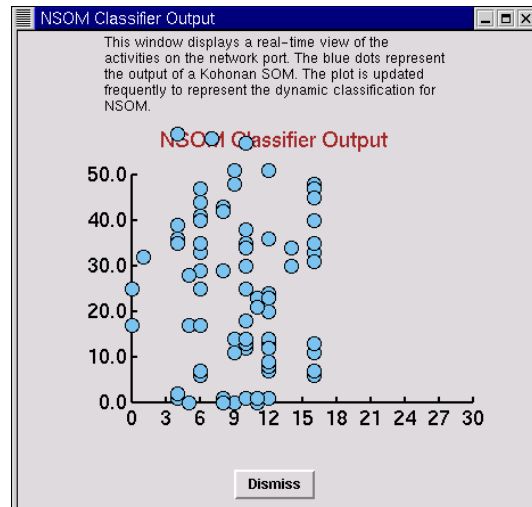 NSOM Classifier Output
This window displays a real-time view of the
activities on the network port. The blue dots represent
the output of a Kohonan SOM. The plot is updated
frequently to represent the dynamic classification for
NSOM.
NSOM Classifier Output
50.0
40.0
30.0
20.0
10.0
0.0
0 3 6 9 12 15 18 21 24 27 30
Dismiss